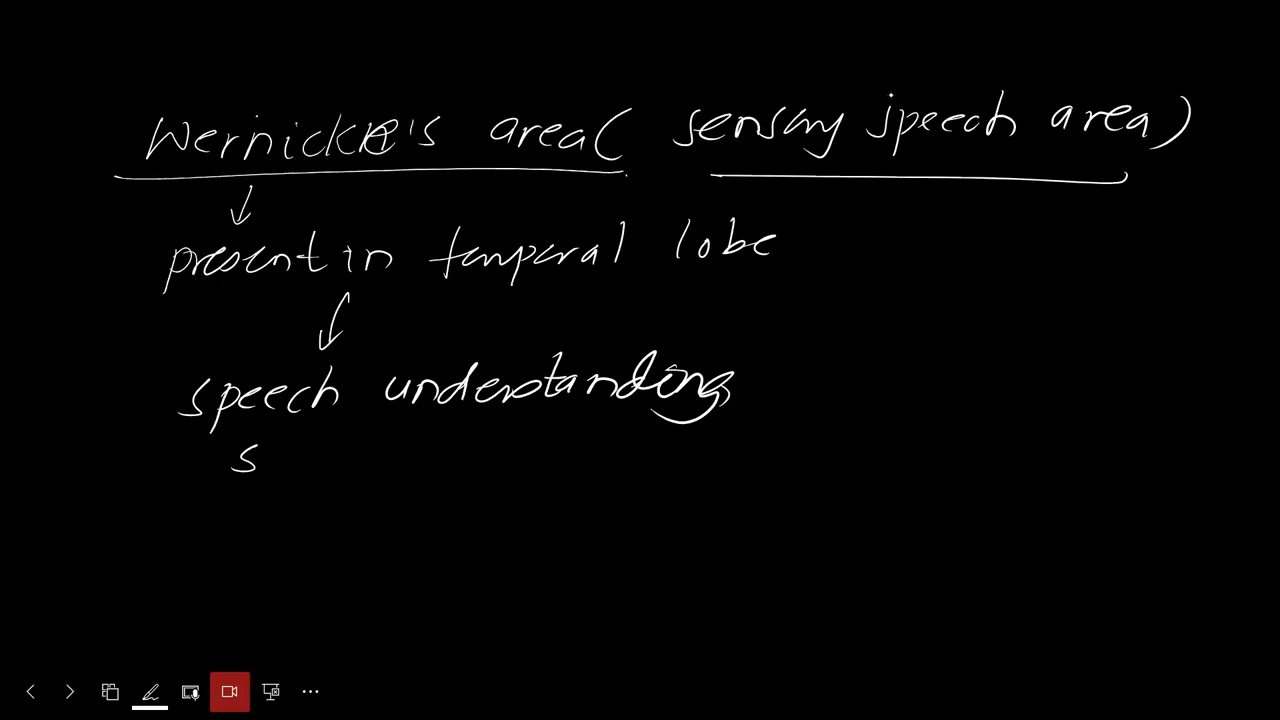 Wernicke's area( sensory speech area)
present in temporal lobe
speech understanding
s